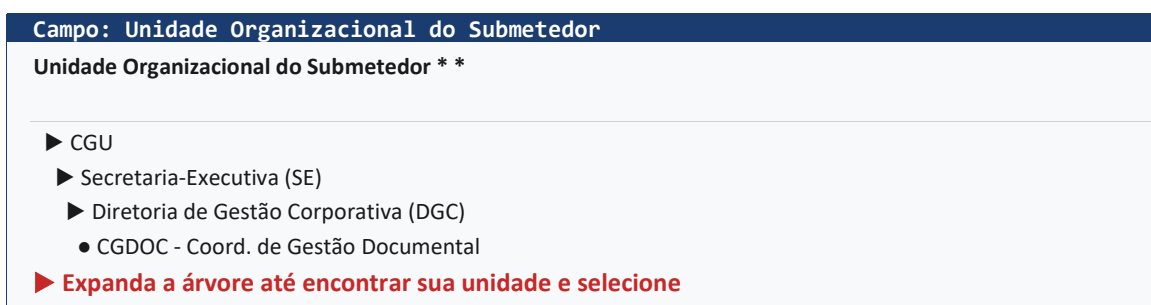 Campo: Unidade Organizacional do Submetedor
Unidade Organizacional do Submetedor * *
▶ CGU
▶ Secretaria-Executiva (SE)
▶ Diretoria de Gestão Corporativa (DGC)
● CGDOC - Coord. de Gestão Documental
▶ Expanda a árvore até encontrar sua unidade e selecione